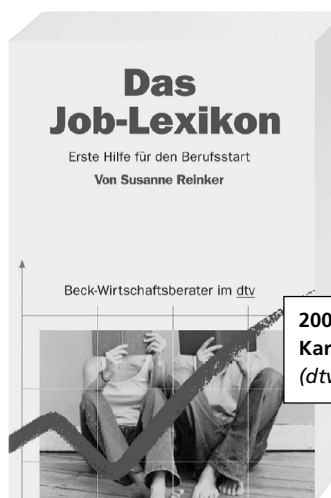 Das
Job-Lexikon
Erste Hilfe für den Berufsstart
Von Susanne Reinker
Beck-Wirtschaftsberater im dtv
200
Kar
(dtv